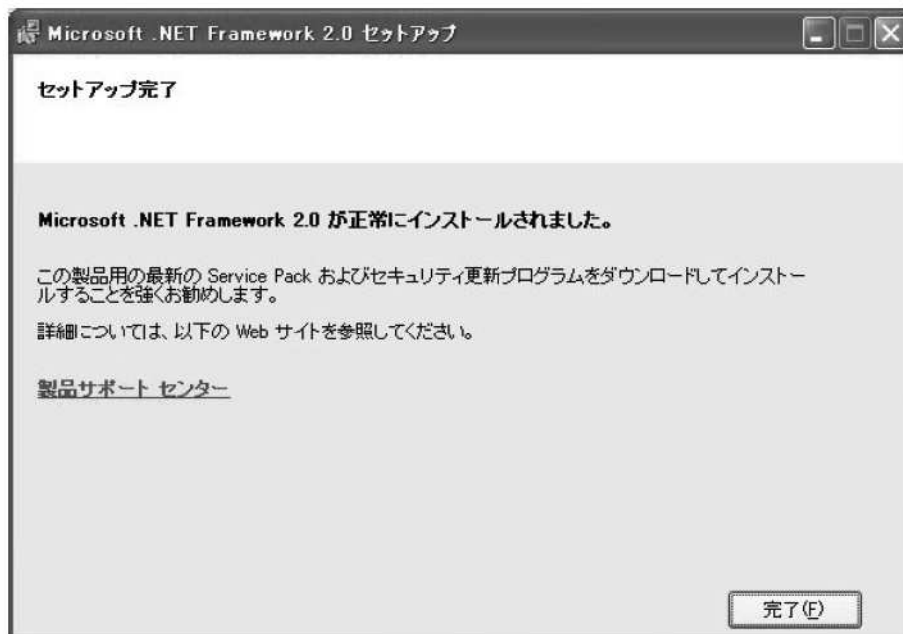 Microsoft .NET Framework 2.0 セットアップ
セットアップ完了
Microsoft .NET Framework 2.0 が正常にインストールされました。
この製品用の最新の Service Pack およびセキュリティ更新プログラムをダウンロードしてインストー
ルすることを強くお勧めします。
詳細については、以下の Web サイトを参照してください。
製品サポート センター
完了(F)